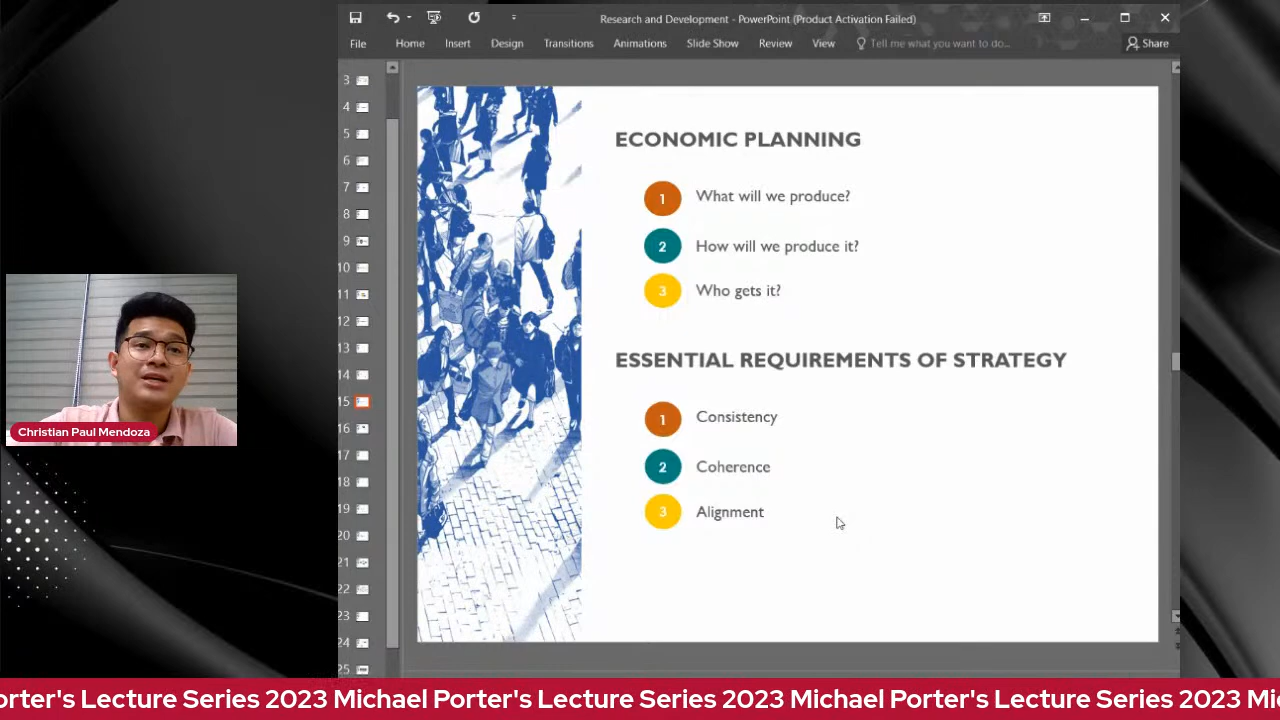 Research and Development - PowerPoint (Product Activation Failed)
File Home Insert Design Transitions Animations Slide Show Review View Tell me what you want to do... Share
3
4
5
6
7
8
9
10
11
12
13
14
15
16
17
18
19
20
21
22
23
24
25
ECONOMIC PLANNING
1 What will we produce?
2 How will we produce it?
3 Who gets it?
ESSENTIAL REQUIREMENTS OF STRATEGY
1 Consistency
2 Coherence
3 Alignment
Christian Paul Mendoza
orter's Lecture Series 2023 Michael Porter's Lecture Series 2023 Michael Porter's Lecture Series 2023 Mi